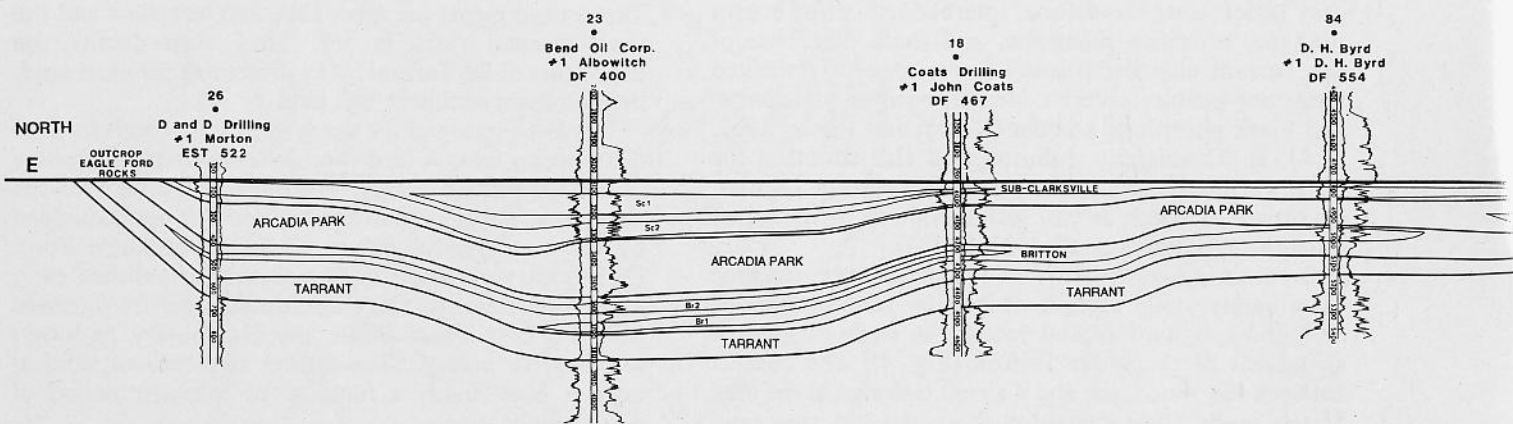 26
D and D Drilling
#1 Morton
EST 522
23
Bend Oil Corp.
#1 Albowitch
DF 400
18
Coats Drilling
#1 John Coats
DF 467
84
D. H. Byrd
#1 D. H. Byrd
DF 554
NORTH
E
OUTCROP
EAGLE FORD
ROCKS
Sc1
SUB-CLARKSVILLE
ARCADIA PARK
ARCADIA PARK
Sc2
ARCADIA PARK
BRITTON
TARRANT
TARRANT
Br2
Br1
TARRANT